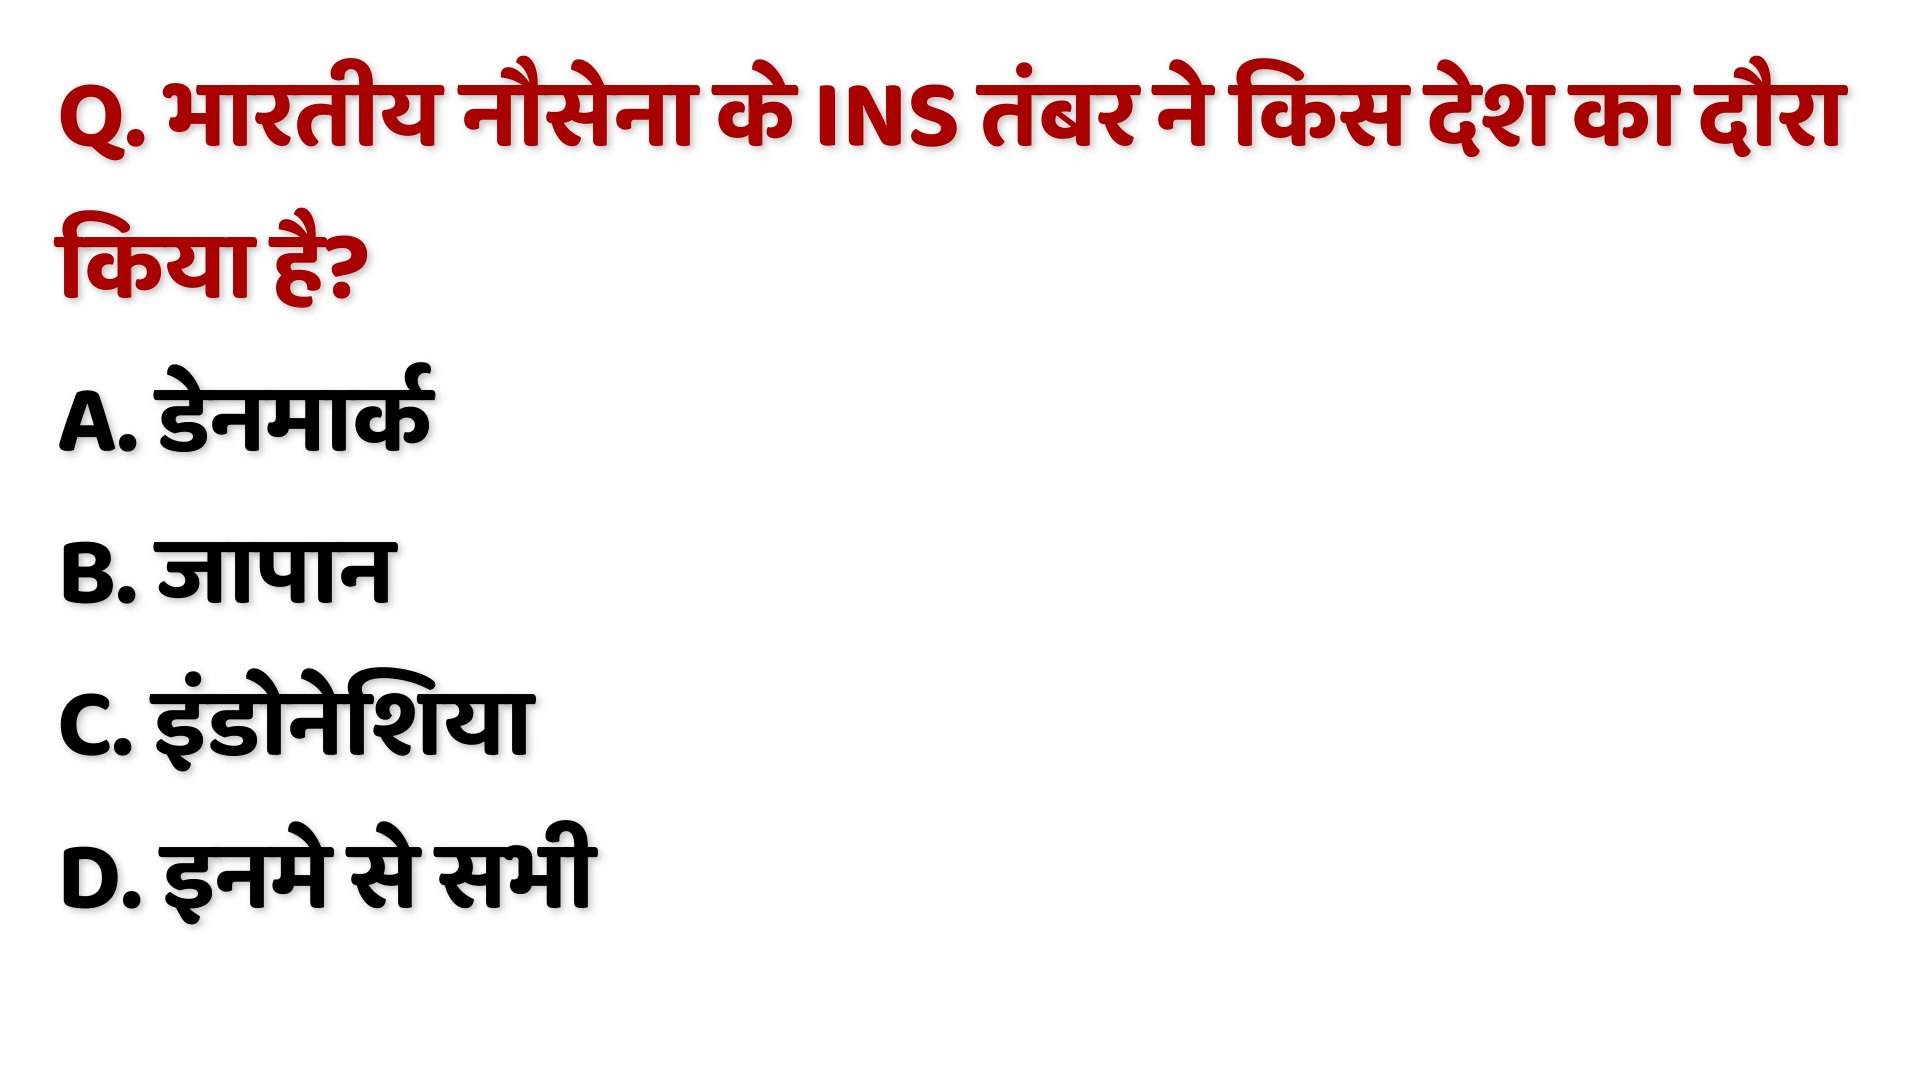 Q. भारतीय नौसेना के INS तंबर ने किस देश का दौरा
किया है?
A. डेनमार्क
B. जापान
C. इंडोनेशिया
D. इनमे से सभी